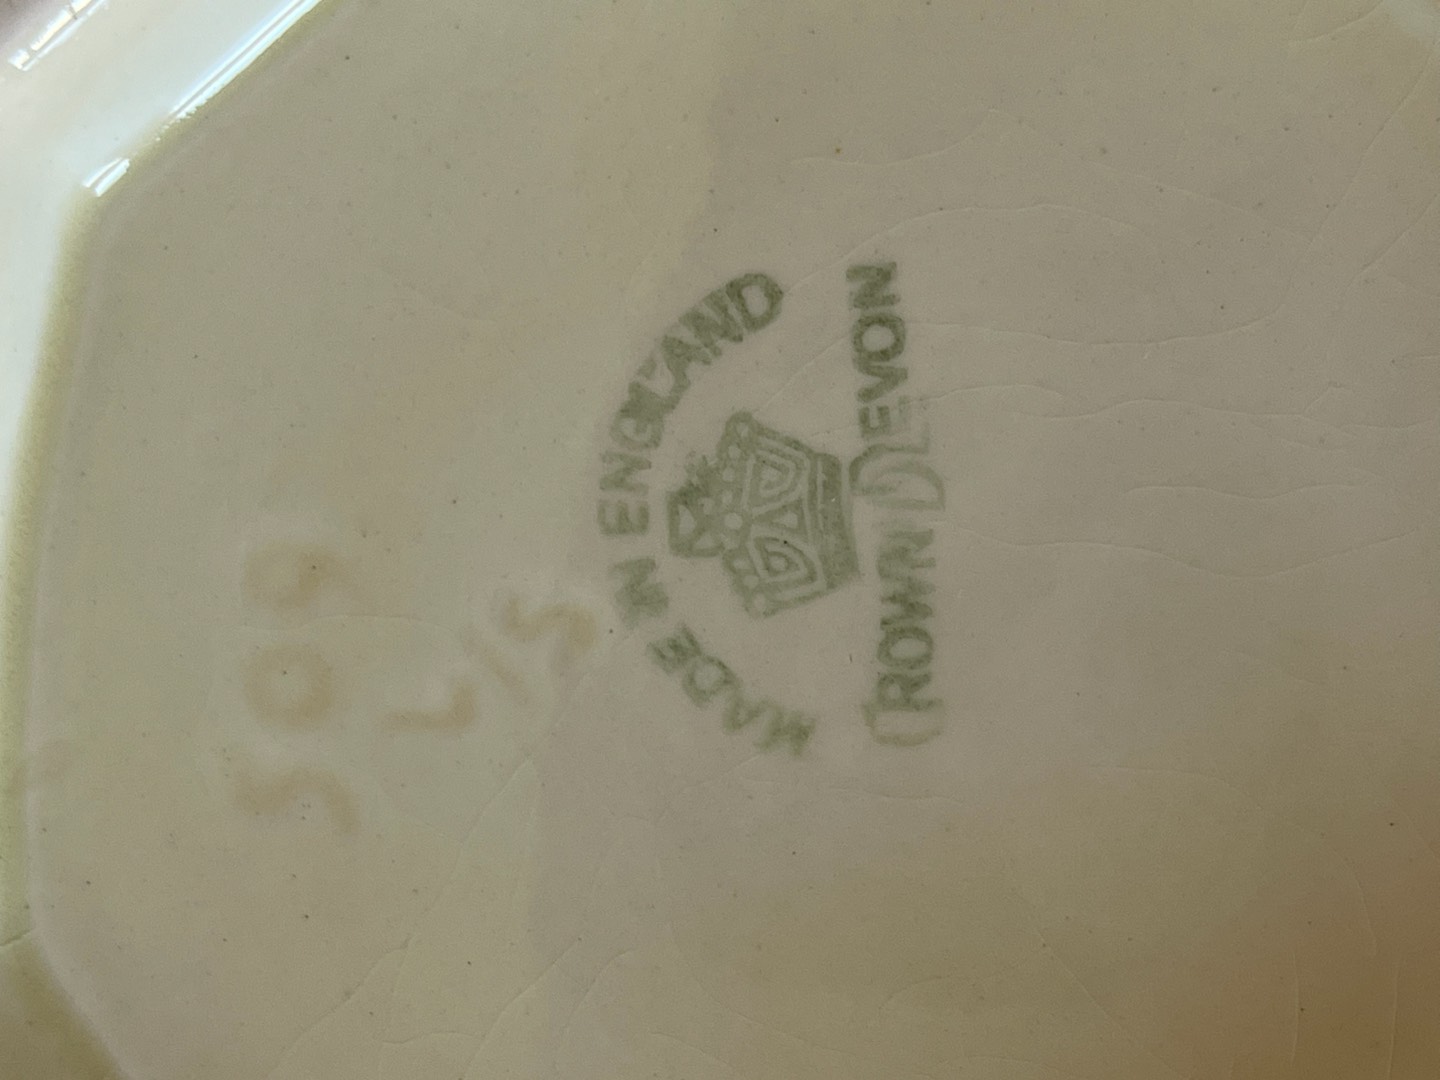 509
L/S
MADE IN ENGLAND
CROWN DEVON